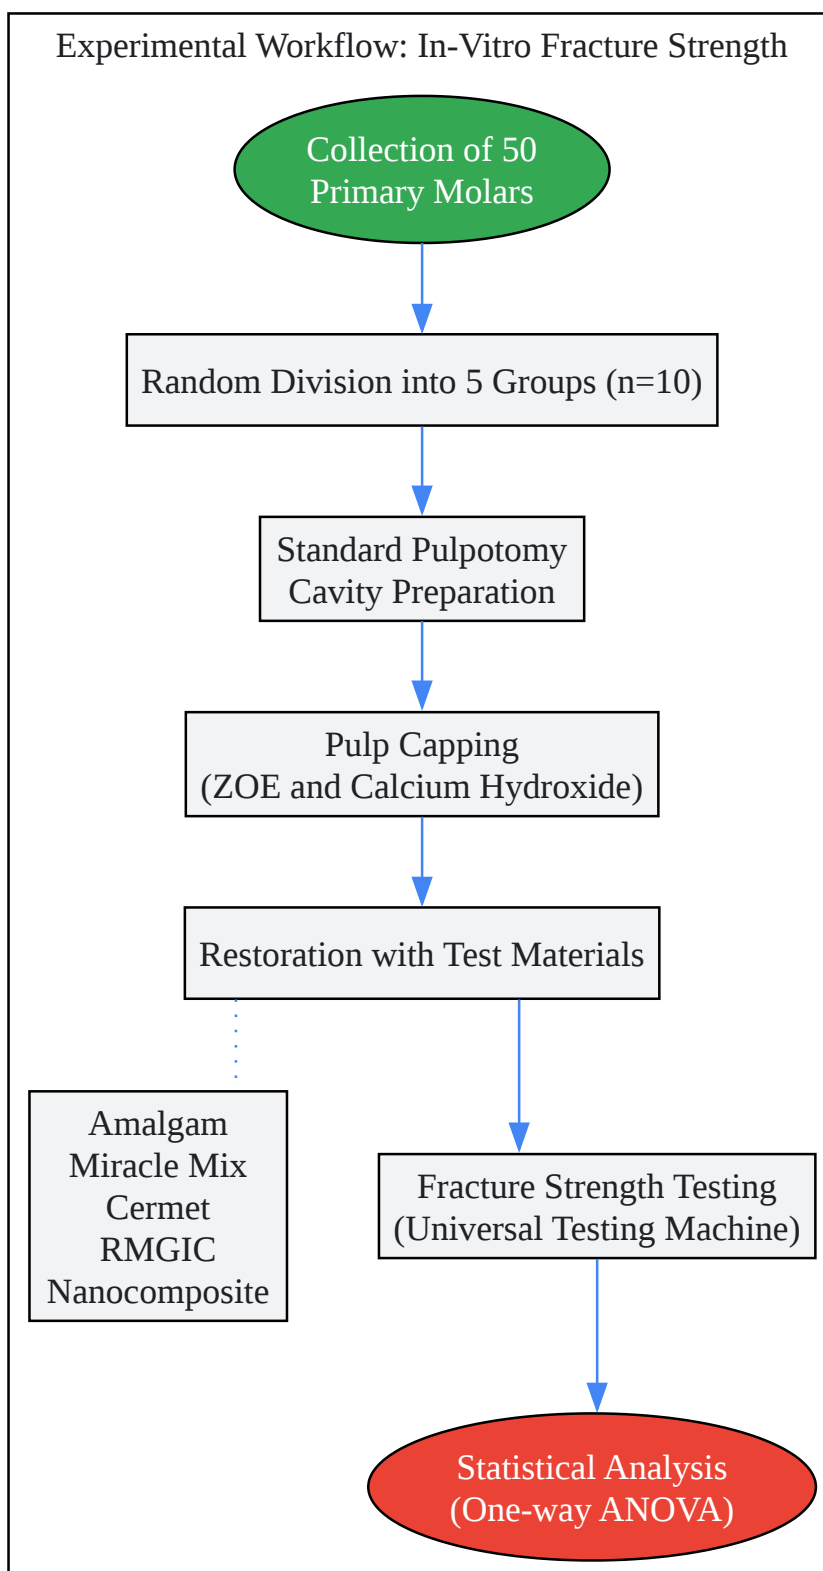 Experimental Workflow: In-Vitro Fracture Strength
Collection of 50
Primary Molars
Random Division into 5 Groups (n=10)
Standard Pulpotomy
Cavity Preparation
Pulp Capping
(ZOE and Calcium Hydroxide)
Restoration with Test Materials
Amalgam
Miracle Mix
Cermet
RMGIC
Nanocomposite
Fracture Strength Testing
(Universal Testing Machine)
Statistical Analysis
(One-way ANOVA)